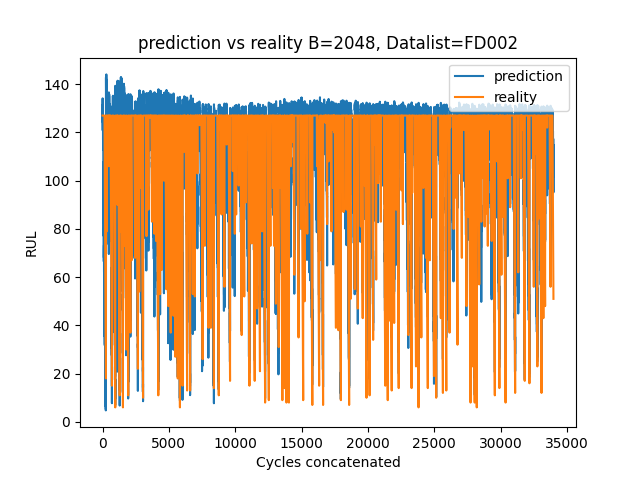 prediction vs reality B=2048, Datalist=FD002
prediction
reality
RUL
140
120
100
80
60
40
20
0
0 5000 10000 15000 20000 25000 30000 35000
Cycles concatenated